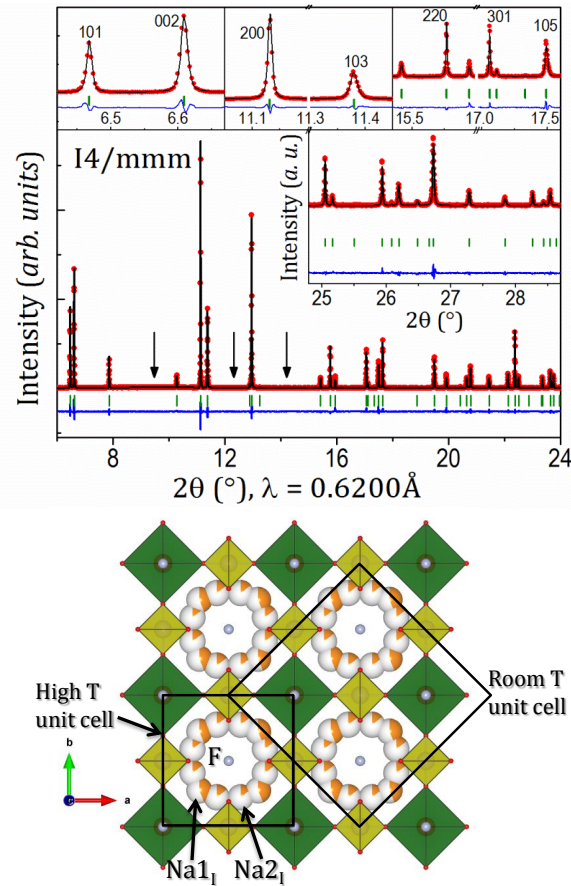 101
002
200
103
220
301
105
6.5
6.6
11.1
11.3
11.4
15.5
17.0
17.5
I4/mmm
Intensity (arb. units)
Intensity (a. u.)
25
26
27
28
2θ (°)
8
12
16
20
24
2θ (°), λ = 0.6200Å
High T
unit cell
Room T
unit cell
F
b
a
Na1I
Na2I